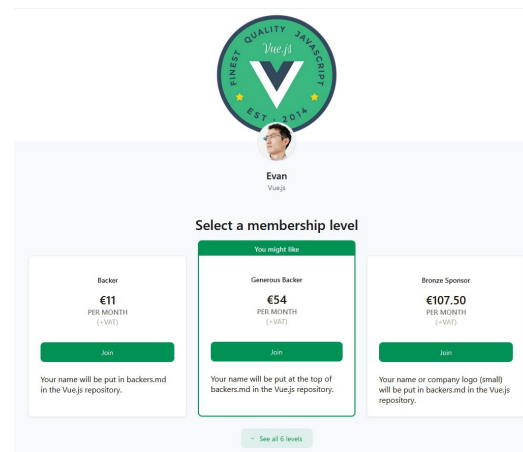 FINEST QUALITY JAVASCRIPT
Vue.js
EST. 2014
Evan
Vue.js
Select a membership level
Backer
€11
PER MONTH
(+VAT)
Join
Your name will be put in backers.md
in the Vue.js repository.
You might like
Generous Backer
€54
PER MONTH
(+VAT)
Join
Your name will be put at the top of
backers.md in the Vue.js repository.
Bronze Sponsor
€107.50
PER MONTH
(+VAT)
Join
Your name or company logo (small)
will be put in backers.md in the Vue.js
repository.
See all 6 levels